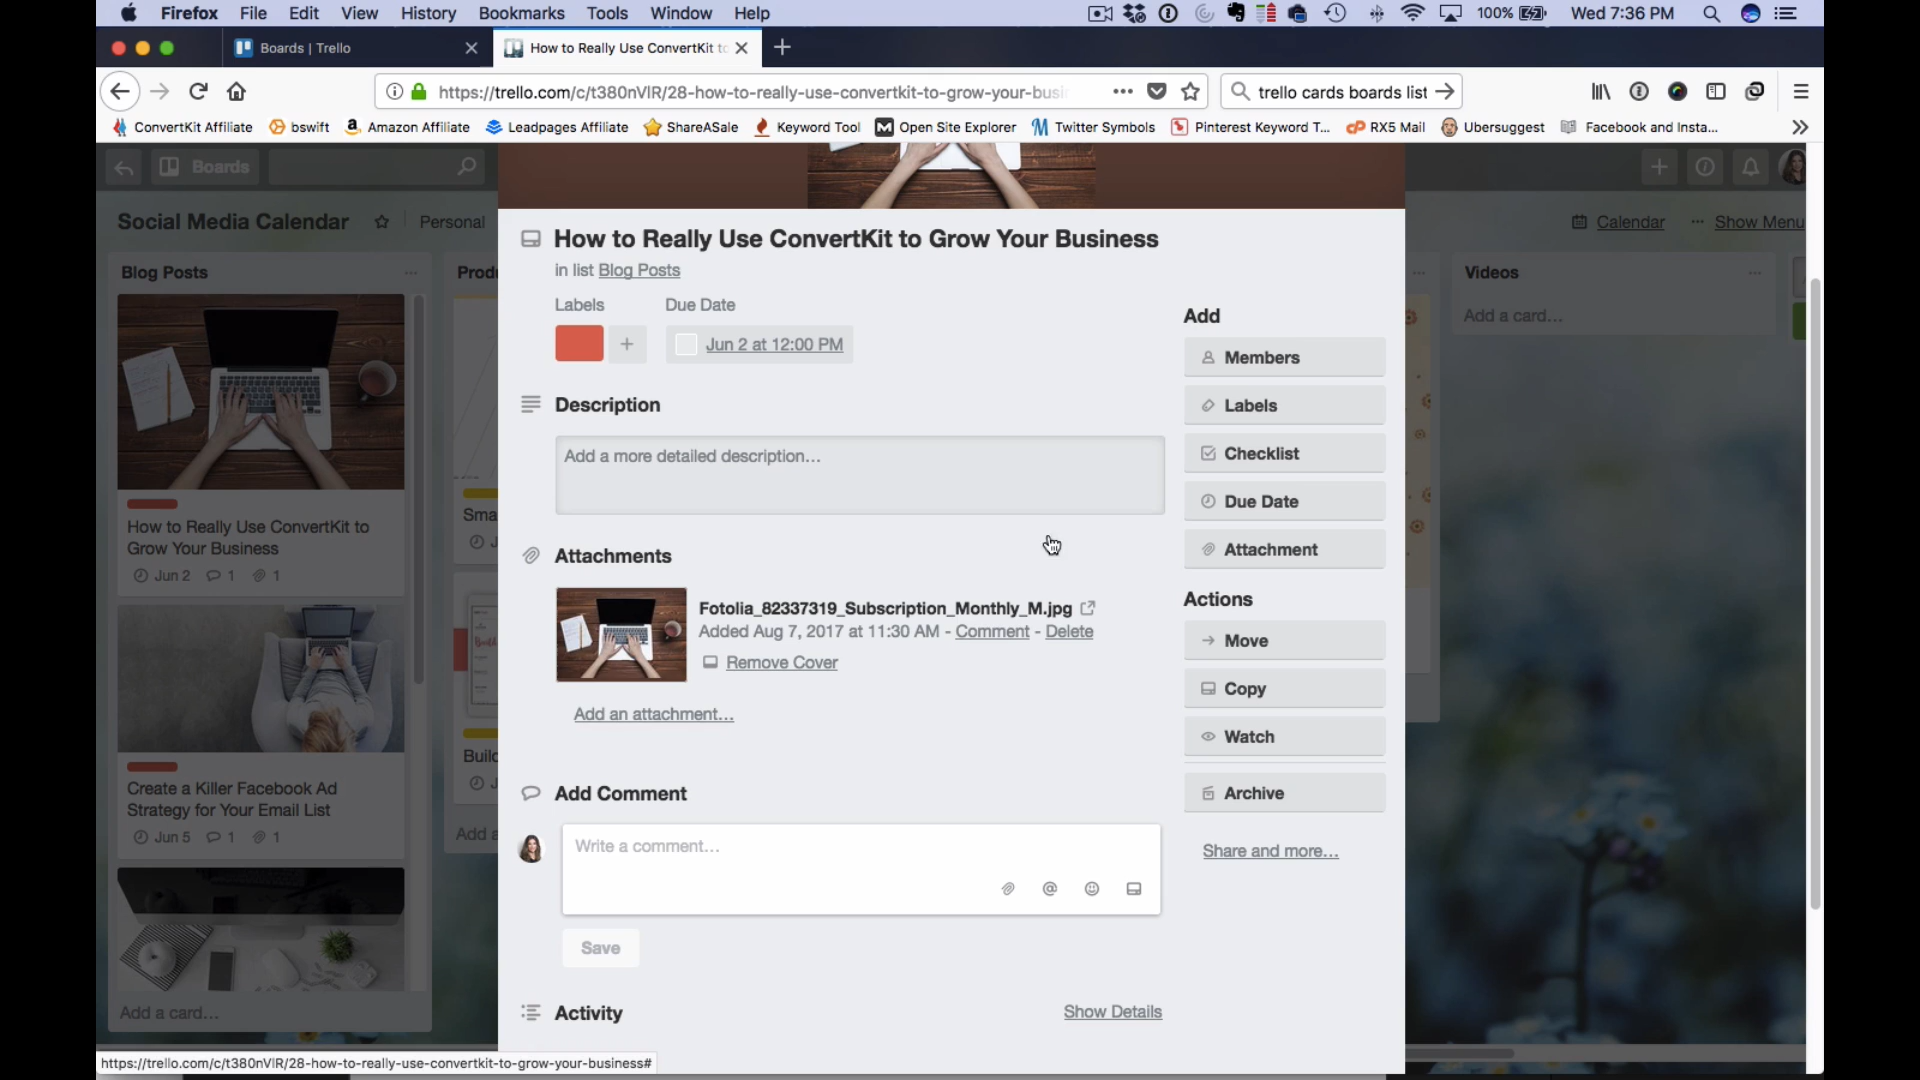 Firefox File Edit View History Bookmarks Tools Window Help 100% Wed 7:36 PM
Boards | Trello
How to Really Use ConvertKit to
https://trello.com/c/t380nVlR/28-how-to-really-use-convertkit-to-grow-your-busi
trello cards boards list
ConvertKit Affiliate bswift Amazon Affiliate Leadpages Affiliate ShareASale Keyword Tool Open Site Explorer Twitter Symbols Pinterest Keyword T... RX5 Mail Ubersuggest Facebook and Insta...
Boards
Social Media Calendar Personal
Calendar ... Show Menu
Blog Posts
How to Really Use ConvertKit to
Grow Your Business
Jun 2 1 1
Create a Killer Facebook Ad
Strategy for Your Email List
Jun 5 1 1
Add a card...
Prod
Sma
J
Buil
J
Add a
How to Really Use ConvertKit to Grow Your Business
in list Blog Posts
Labels Due Date
+ Jun 2 at 12:00 PM
Description
Add a more detailed description...
Attachments
Fotolia_82337319_Subscription_Monthly_M.jpg
Added Aug 7, 2017 at 11:30 AM - Comment - Delete
Remove Cover
Add an attachment...
Add Comment
Write a comment...
@
Save
Activity Show Details
Add
Members
Labels
Checklist
Due Date
Attachment
Actions
Move
Copy
Watch
Archive
Share and more...
Videos
Add a card...
https://trello.com/c/t380nVlR/28-how-to-really-use-convertkit-to-grow-your-business#